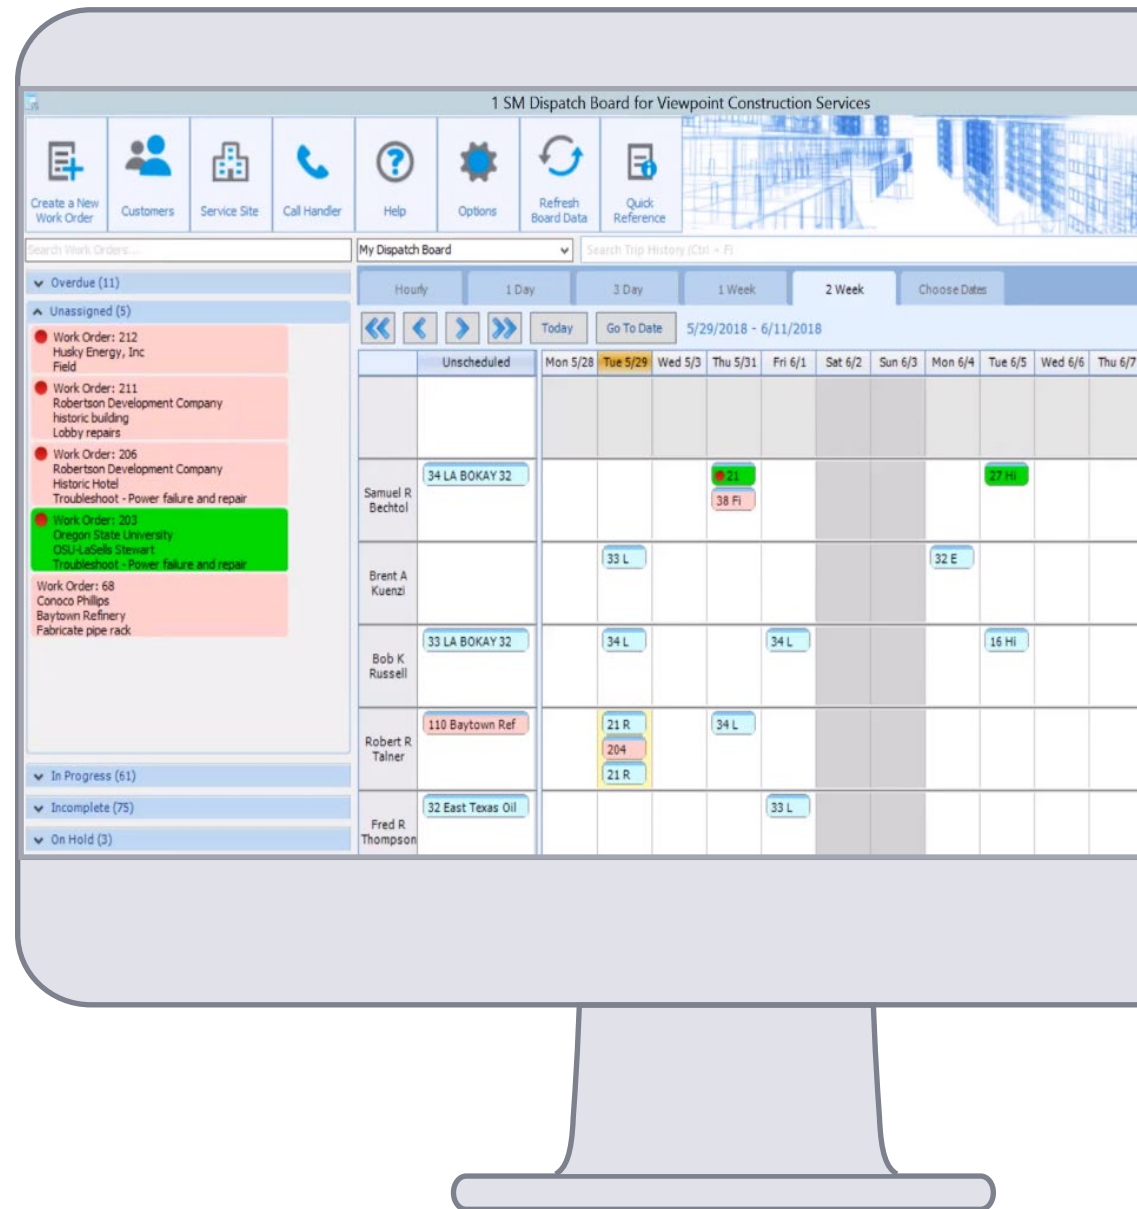 1 SM Dispatch Board for Viewpoint Construction Services
Create a New
Work Order
Customers
Service Site
Call Handler
Help
Options
Refresh
Board Data
Quick
Reference
Search Work Orders...
My Dispatch Board
Search Trip History (Ctrl + F)
Overdue (11)
Unassigned (5)
Work Order: 212
Husky Energy, Inc
Field
Work Order: 211
Robertson Development Company
historic building
Lobby repairs
Work Order: 206
Robertson Development Company
Historic Hotel
Troubleshoot - Power failure and repair
Work Order: 203
Oregon State University
OSU-LaSells Stewart
Troubleshoot - Power failure and repair
Work Order: 68
Conoco Phillips
Baytown Refinery
Fabricate pipe rack
In Progress (61)
Incomplete (75)
On Hold (3)
Hourly 1 Day 3 Day 1 Week 2 Week Choose Dates
Today Go To Date 5/29/2018 - 6/11/2018
Unscheduled Mon 5/28 Tue 5/29 Wed 5/3 Thu 5/31 Fri 6/1 Sat 6/2 Sun 6/3 Mon 6/4 Tue 6/5 Wed 6/6 Thu 6/7
Samuel R
Bechtol
34 LA BOKAY 32
21
38 Fi
27 Hi
Brent A
Kuenzi
33 L
32 E
Bob K
Russell
33 LA BOKAY 32
34 L
34 L
16 Hi
Robert R
Talner
110 Baytown Ref
21 R
204
21 R
34 L
Fred R
Thompson
32 East Texas Oil
33 L